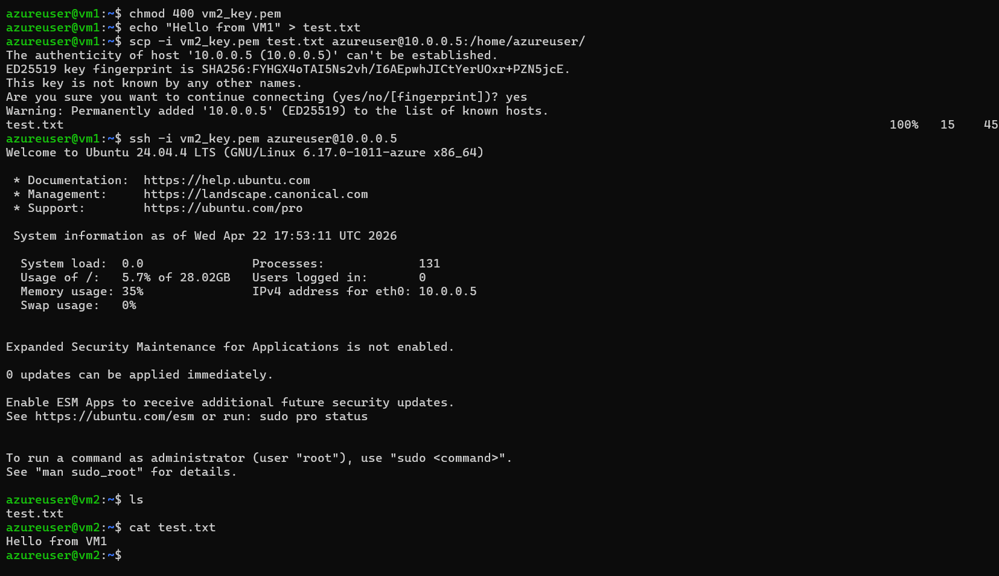 azureuser@vm1:~$ chmod 400 vm2_key.pem
azureuser@vm1:~$ echo "Hello from VM1" > test.txt
azureuser@vm1:~$ scp -i vm2_key.pem test.txt azureuser@10.0.0.5:/home/azureuser/
The authenticity of host '10.0.0.5 (10.0.0.5)' can't be established.
ED25519 key fingerprint is SHA256:FYHGX4oTAI5Ns2vh/I6AEpwhJICtYerUOxr+PZN5jcE.
This key is not known by any other names.
Are you sure you want to continue connecting (yes/no/[fingerprint])? yes
Warning: Permanently added '10.0.0.5' (ED25519) to the list of known hosts.
test.txt 100% 15 45
azureuser@vm1:~$ ssh -i vm2_key.pem azureuser@10.0.0.5
Welcome to Ubuntu 24.04.4 LTS (GNU/Linux 6.17.0-1011-azure x86_64)
* Documentation: https://help.ubuntu.com
* Management: https://landscape.canonical.com
* Support: https://ubuntu.com/pro
System information as of Wed Apr 22 17:53:11 UTC 2026
System load: 0.0 Processes: 131
Usage of /: 5.7% of 28.02GB Users logged in: 0
Memory usage: 35% IPv4 address for eth0: 10.0.0.5
Swap usage: 0%
Expanded Security Maintenance for Applications is not enabled.
0 updates can be applied immediately.
Enable ESM Apps to receive additional future security updates.
See https://ubuntu.com/esm or run: sudo pro status
To run a command as administrator (user "root"), use "sudo <command>".
See "man sudo_root" for details.
azureuser@vm2:~$ ls
test.txt
azureuser@vm2:~$ cat test.txt
Hello from VM1
azureuser@vm2:~$